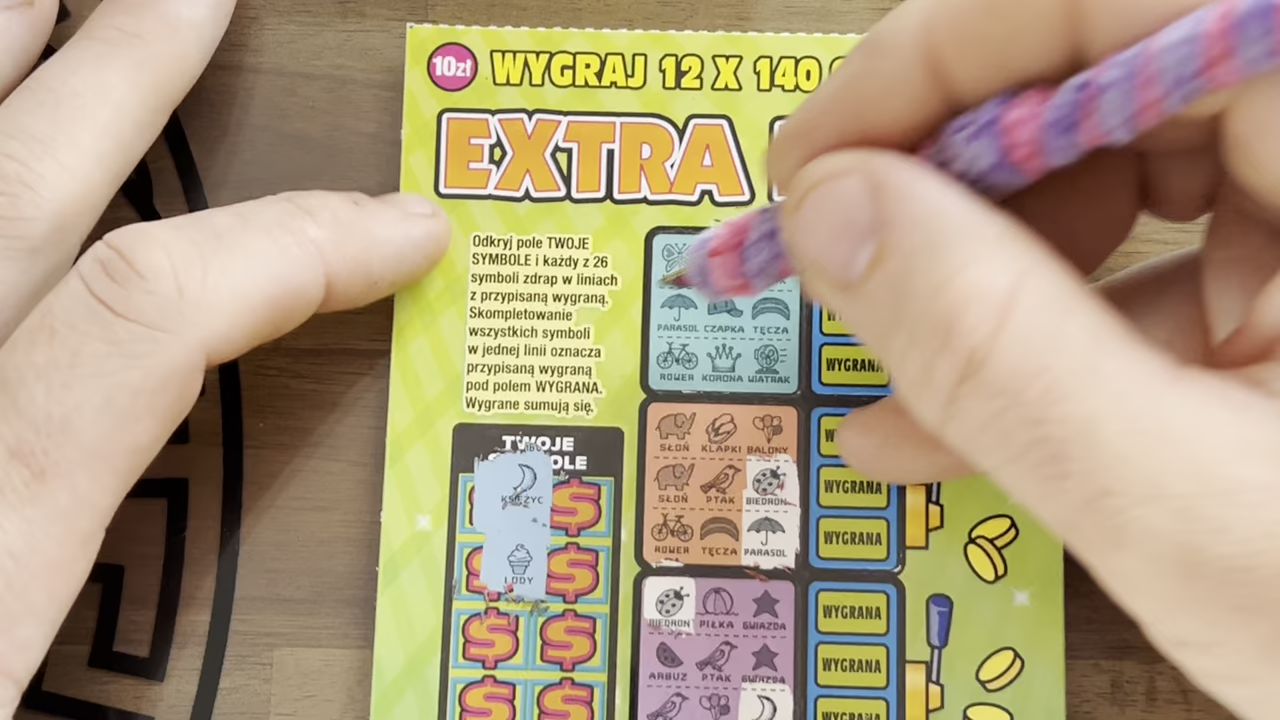 10zł
WYGRAJ 12 X 140
EXTRA
Odkryj pole TWOJE
SYMBOLE i każdy z 26
symboli zdrap w liniach
z przypisaną wygraną.
Skompletowanie
wszystkich symboli
w jednej linii oznacza
przypisaną wygraną
pod polem WYGRANA.
Wygrane sumują się.
PARASOL CZAPKA TĘCZA
ROWER KORONA WIATRAK
WYGRANA
SŁOŃ KLAPKI BALONY
SŁOŃ PTAK BIEDRON.
WYGRANA
ROWER TĘCZA PARASOL
WYGRANA
TWOJE
KSIĘŻYC
LODY
BIEDRON. PIŁKA GWIAZDA
WYGRANA
ARBUZ PTAK GWIAZDA
WYGRANA
WYGRANA